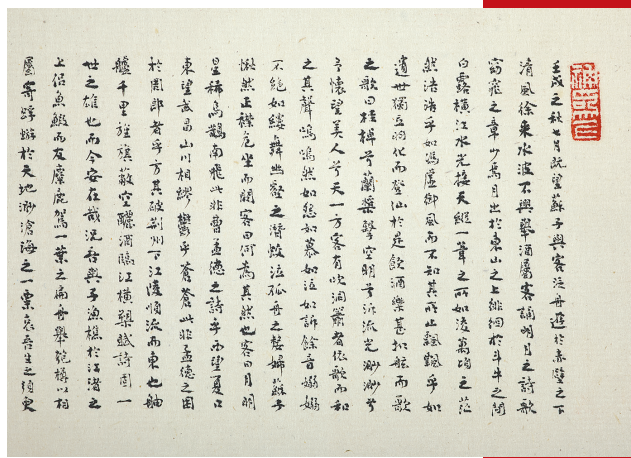 壬戌之秋七月既望蘇子與客泛舟遊於赤壁之下
清風徐來水波不興舉酒屬客誦明月之詩歌
窈窕之章少焉月出於東山之上徘徊於斗牛之間
白露橫江水光接天縱一葦之所如凌萬頃之茫
然浩浩乎如馮虛御風而不知其所止飄飄乎如
遺世獨立羽化而登仙於是飲酒樂甚扣舷而歌
之歌曰桂棹兮蘭槳擊空明兮泝流光渺渺兮
予懷望美人兮天一方客有吹洞簫者倚歌而和
之其聲嗚嗚然如怨如慕如泣如訴餘音嫋嫋
不絕如縷舞幽壑之潛蛟泣孤舟之嫠婦蘇子
愀然正襟危坐而問客曰何為其然也客曰月明
星稀烏鵲南飛此非曹孟德之詩乎西望夏口
東望武昌山川相繆鬱乎蒼蒼此非孟德之困
於周郎者乎方其破荊州下江陵順流而東也舳
艫千里旌旗蔽空釃酒臨江橫槊賦詩固一
世之雄也而今安在哉況吾與子漁樵於江渚之
上侶魚蝦而友麋鹿駕一葉之扁舟舉匏樽以相
屬寄蜉蝣於天地渺滄海之一粟哀吾生之須臾